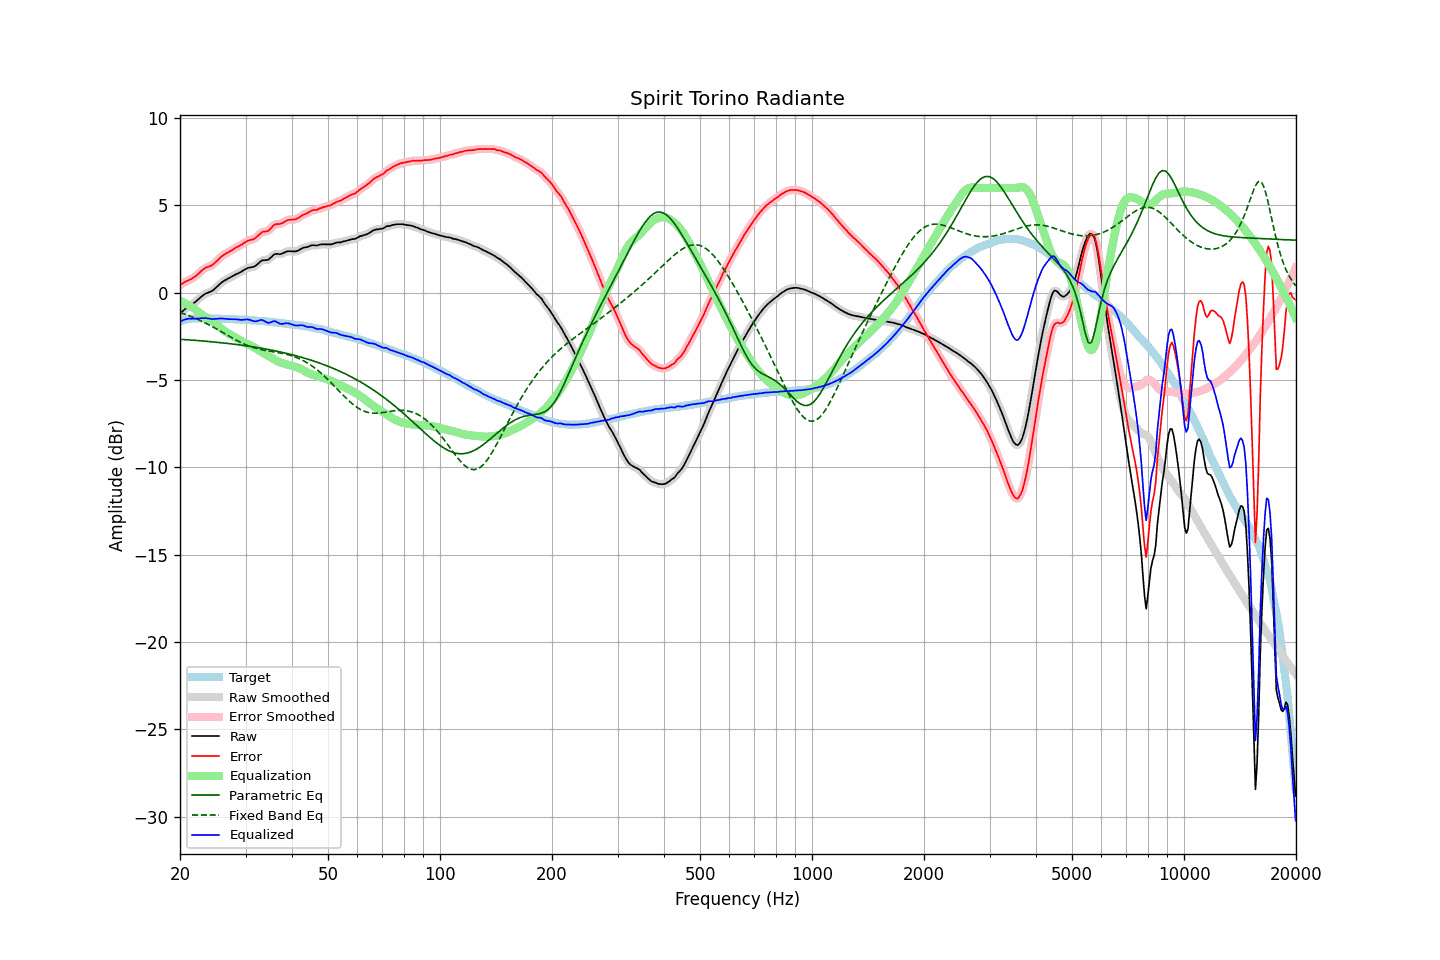 Spirit Torino Radiante
Amplitude (dBr)
10
5
0
−5
−10
−15
−20
−25
−30
Target
Raw Smoothed
Error Smoothed
Raw
Error
Equalization
Parametric Eq
Fixed Band Eq
Equalized
20 50 100 200 500 1000 2000 5000 10000 20000
Frequency (Hz)